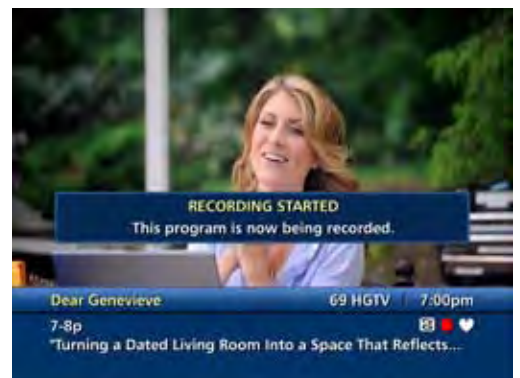 RECORDING STARTED
This program is now being recorded.
Dear Genevieve 69 HGTV 7:00pm
7-8p
"Turning a Dated Living Room Into a Space That Reflects...